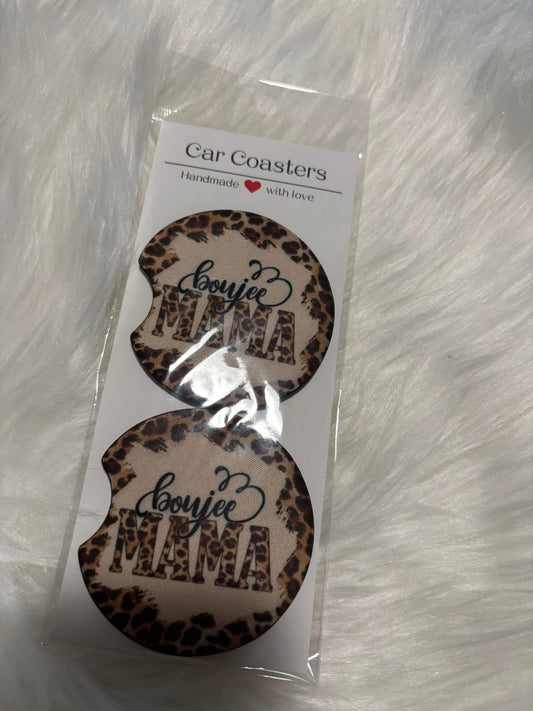 Car Coasters
Handmade ❤ with love
boujee
MAMA
boujee
MAMA